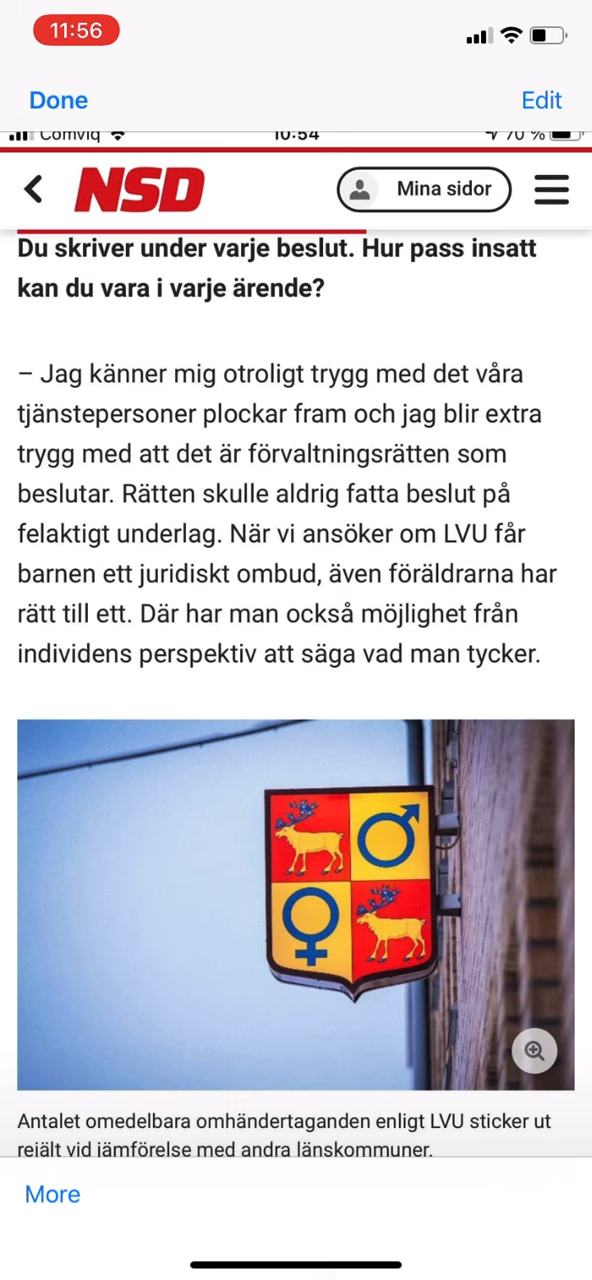 11:56
Done
Edit
Comviq
10:54
70 %
NSD
Mina sidor
Du skriver under varje beslut. Hur pass insatt
kan du vara i varje ärende?
– Jag känner mig otroligt trygg med det våra
tjänstepersoner plockar fram och jag blir extra
trygg med att det är förvaltningsrätten som
beslutar. Rätten skulle aldrig fatta beslut på
felaktigt underlag. När vi ansöker om LVU får
barnen ett juridiskt ombud, även föräldrarna har
rätt till ett. Där har man också möjlighet från
individens perspektiv att säga vad man tycker.
Antalet omedelbara omhändertaganden enligt LVU sticker ut
rejält vid jämförelse med andra länskommuner.
More